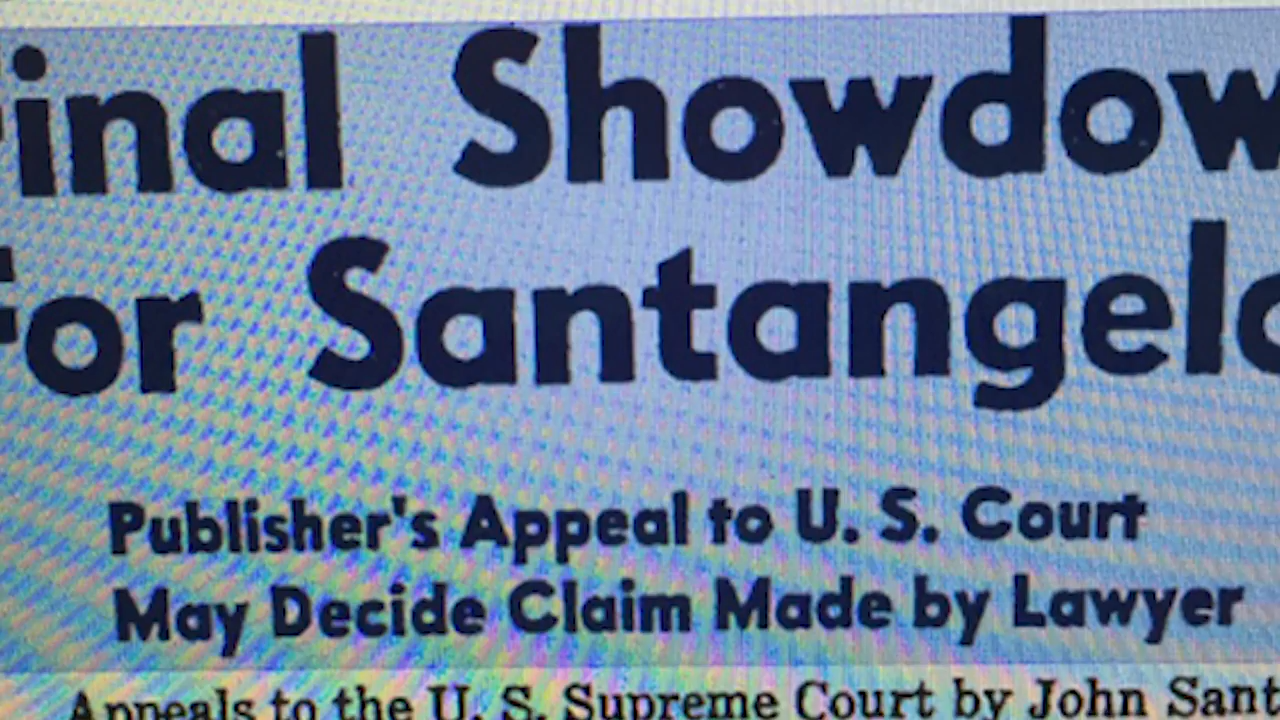 inal Showdow
for Santangelo
Publisher's Appeal to U. S. Court
May Decide Claim Made by Lawyer
Appeals to the U. S. Supreme Court by John Sant